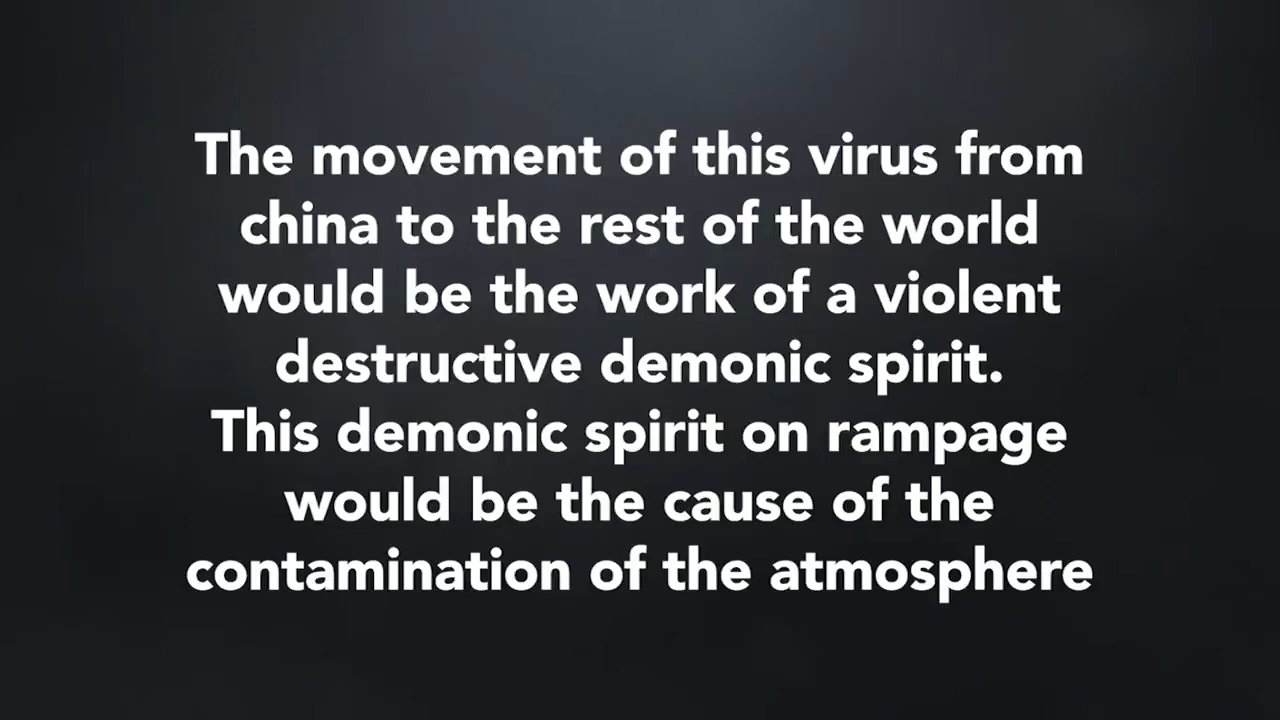 The movement of this virus from
china to the rest of the world
would be the work of a violent
destructive demonic spirit.
This demonic spirit on rampage
would be the cause of the
contamination of the atmosphere